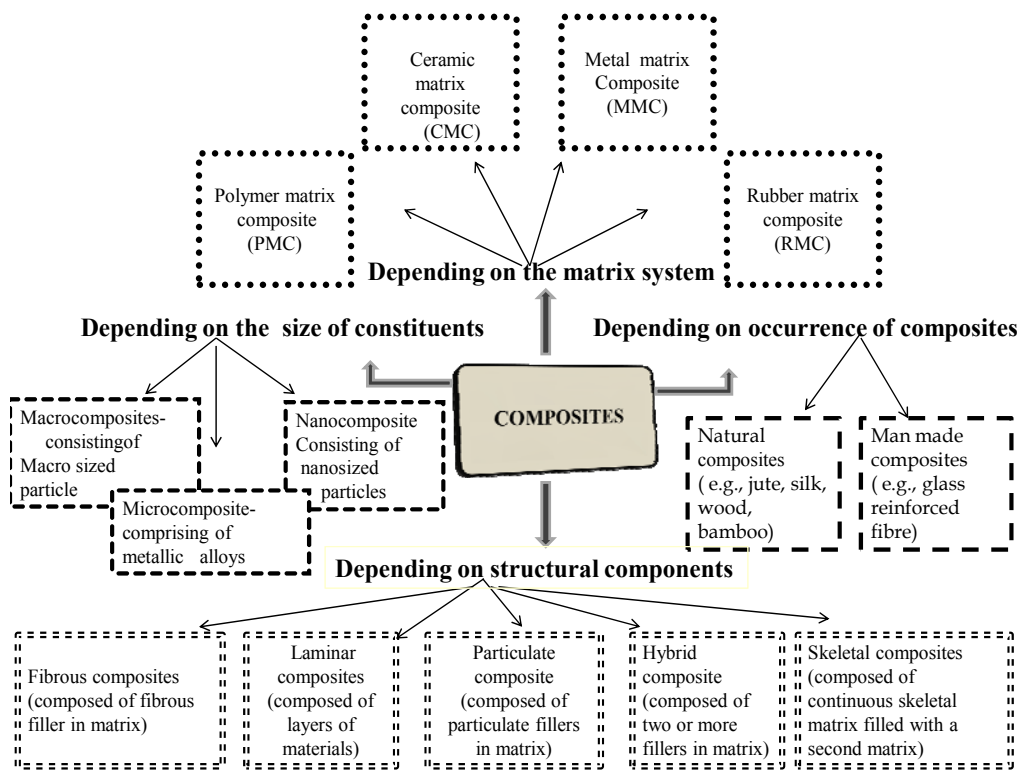 Ceramic
matrix
composite
(CMC)
Metal matrix
Composite
(MMC)
Polymer matrix
composite
(PMC)
Rubber matrix
composite
(RMC)
Depending on the matrix system
Depending on the size of constituents
Depending on occurrence of composites
Macrocomposites-
consistingof
Macro sized
particle
Nanocomposite
Consisting of
nanosized
particles
Microcomposite-
comprising of
metallic alloys
COMPOSITES
Natural
composites
( e.g., jute, silk,
wood,
bamboo)
Man made
composites
( e.g., glass
reinforced
fibre)
Depending on structural components
Fibrous composites
(composed of fibrous
filler in matrix)
Laminar
composites
(composed of
layers of
materials)
Particulate
composite
(composed of
particulate fillers
in matrix)
Hybrid
composite
(composed of
two or more
fillers in matrix)
Skeletal composites
(composed of
continuous skeletal
matrix filled with a
second matrix)